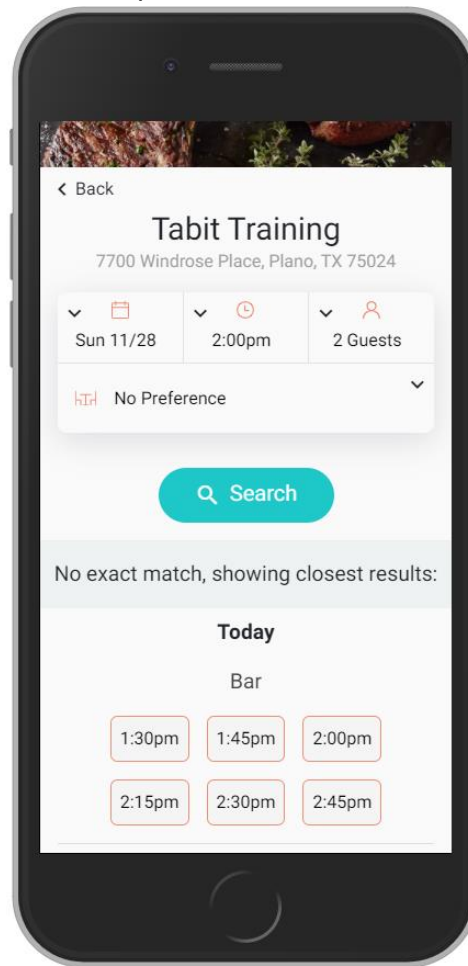 Back
Tabit Training
7700 Windrose Place, Plano, TX 75024
Sun 11/28 2:00pm 2 Guests
No Preference
Search
No exact match, showing closest results:
Today
Bar
1:30pm 1:45pm 2:00pm
2:15pm 2:30pm 2:45pm